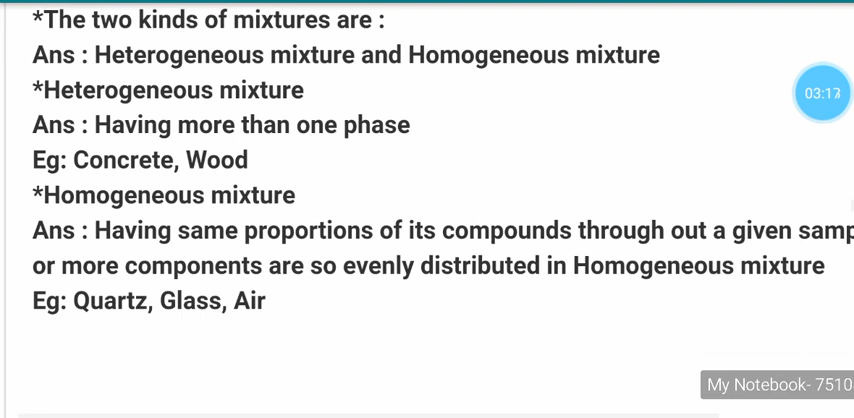 *The two kinds of mixtures are :
Ans : Heterogeneous mixture and Homogeneous mixture
*Heterogeneous mixture
03:13
Ans : Having more than one phase
Eg: Concrete, Wood
*Homogeneous mixture
Ans : Having same proportions of its compounds through out a given samp
or more components are so evenly distributed in Homogeneous mixture
Eg: Quartz, Glass, Air
My Notebook- 7510